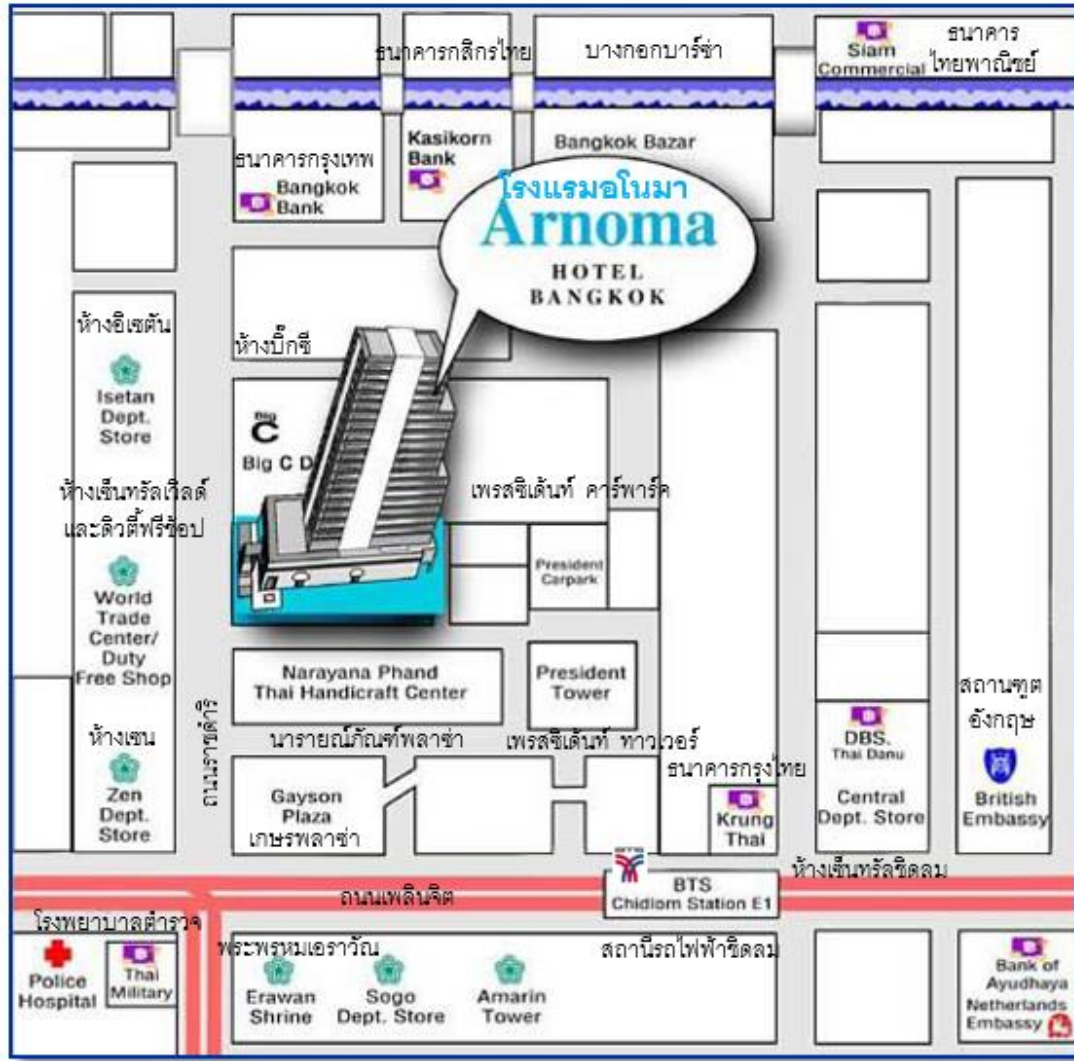 ธนาคารกสิกรไทย
บางกอกบาร์ซ่า
Siam
Commercial
ธนาคาร
ไทยพาณิชย์
ธนาคารกรุงเทพ
Bangkok
Bank
Kasikorn
Bank
Bangkok Bazar
โรงแรมอโนมา
Arnoma
HOTEL
BANGKOK
ห้างอิเซตัน
Isetan
Dept.
Store
ห้างบิ๊กซี
Big
C
Big C D
ห้างเซ็นทรัลเวิลด์
และดิวตี้ฟรีช้อป
World
Trade
Center/
Duty
Free Shop
เพรสซิเด้นท์ คาร์พาร์ค
President
Carpark
Narayana Phand
Thai Handicraft Center
นารายณ์ภัณฑ์พลาซ่า
President
Tower
เพรสซิเด้นท์ ทาวเวอร์
ถนนราชดำริ
ห้างเซน
Zen
Dept.
Store
Gayson
Plaza
เกษรพลาซ่า
ธนาคารกรุงไทย
Krung
Thai
DBS.
Thai Danu
Central
Dept. Store
ห้างเซ็นทรัลชิดลม
สถานฑูต
อังกฤษ
British
Embassy
ถนนเพลินจิต
BTS
Chidlom Station E1
สถานีรถไฟฟ้าชิดลม
โรงพยาบาลตำรวจ
Police
Hospital
Thai
Military
พระพรหมเอราวัณ
Erawan
Shrine
Sogo
Dept. Store
Amarin
Tower
Bank of
Ayudhaya
Netherlands
Embassy